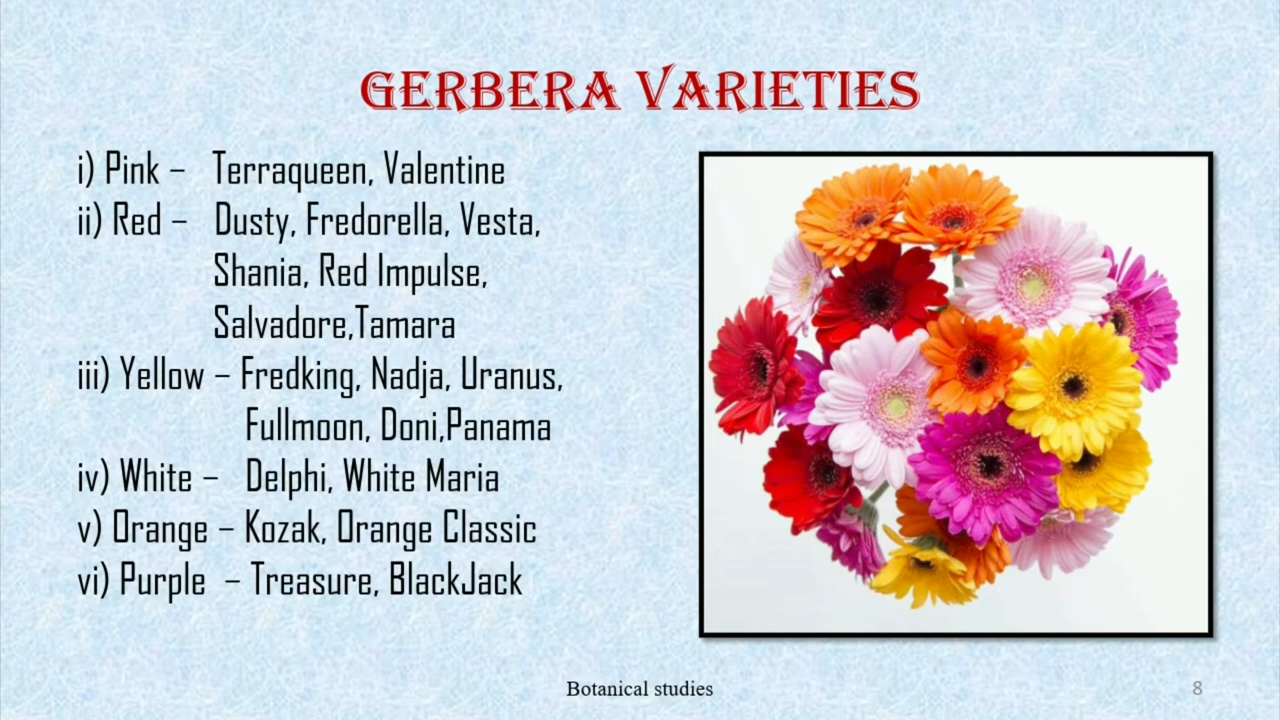 GERBERA VARIETIES
i) Pink – Terraqueen, Valentine
ii) Red – Dusty, Fredorella, Vesta,
Shania, Red Impulse,
Salvadore,Tamara
iii) Yellow – Fredking, Nadja, Uranus,
Fullmoon, Doni,Panama
iv) White – Delphi, White Maria
v) Orange – Kozak, Orange Classic
vi) Purple – Treasure, BlackJack
Botanical studies
8